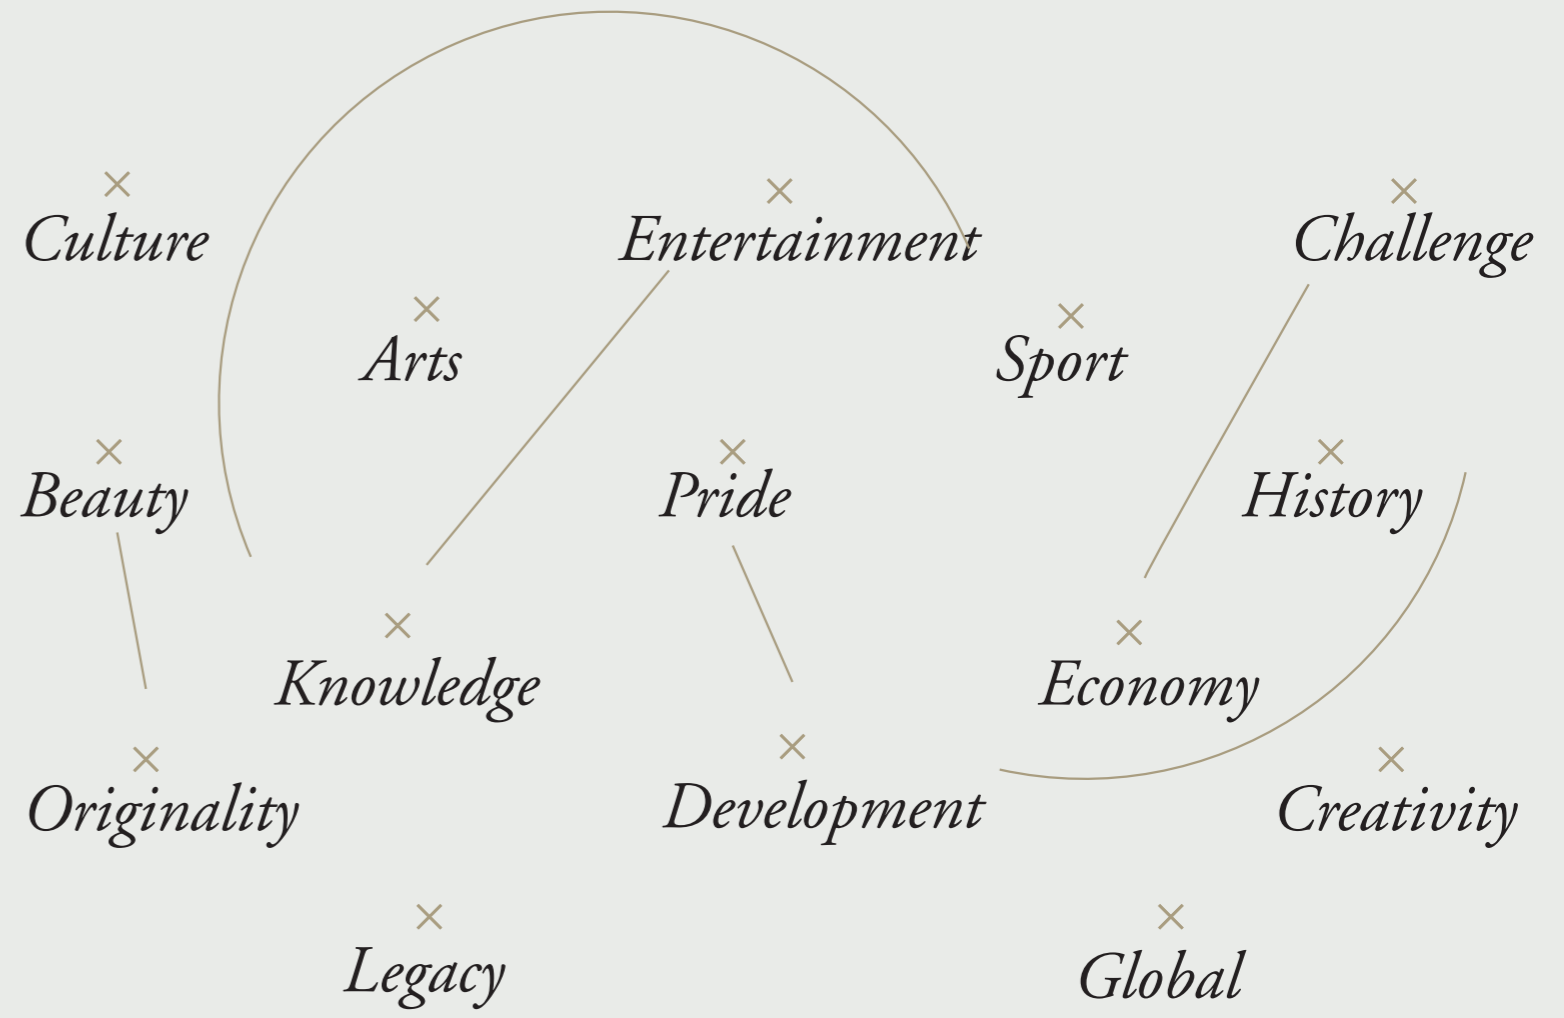 Culture
Entertainment
Challenge
Arts
Sport
Beauty
Pride
History
Knowledge
Economy
Originality
Development
Creativity
Legacy
Global